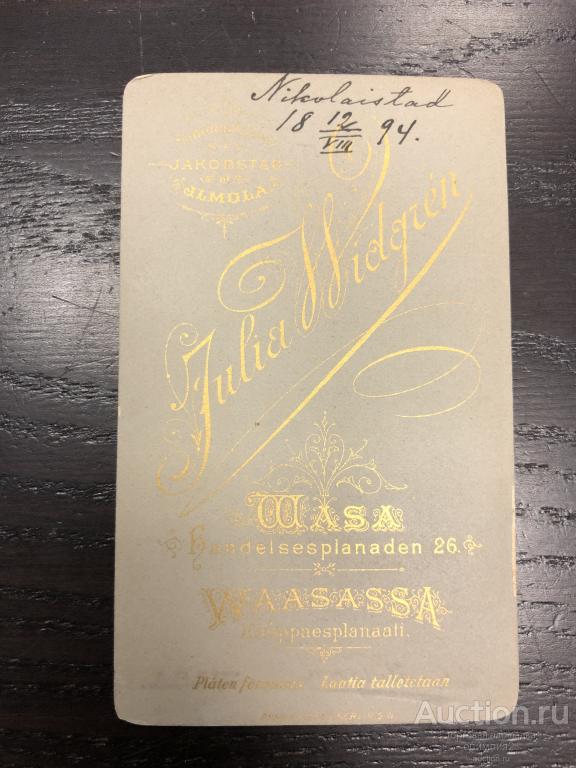 Nikolaistad
18 12/VIII 94.
JAKOBSTAD
ILMOLA
Julia Widgrén
WASA
Handelsesplanaden 26.
WAASASSA
Kauppaesplanaati.
Plåten förvaras Laatta talletetaan
Auction.ru